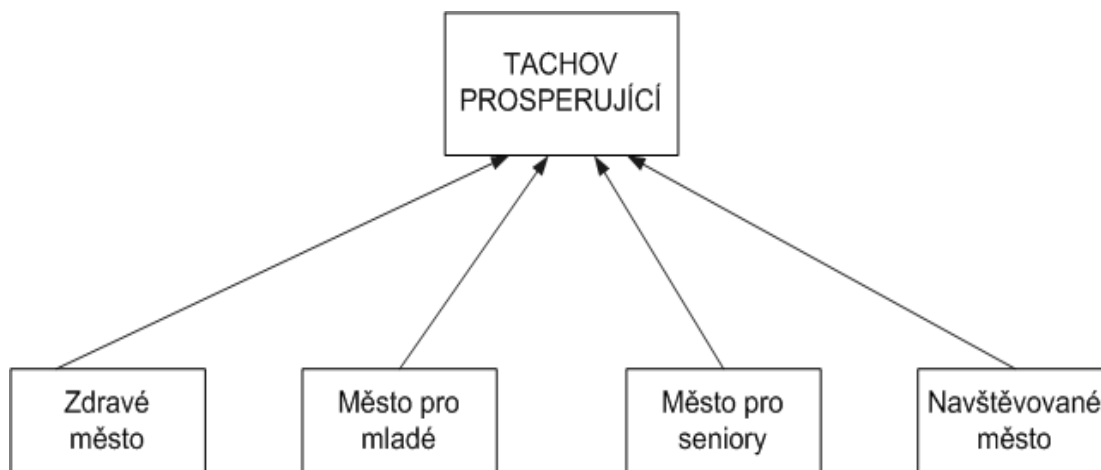 TACHOV
PROSPERUJÍCÍ
Zdravé
město
Město pro
mladé
Město pro
seniory
Navštěvované
město